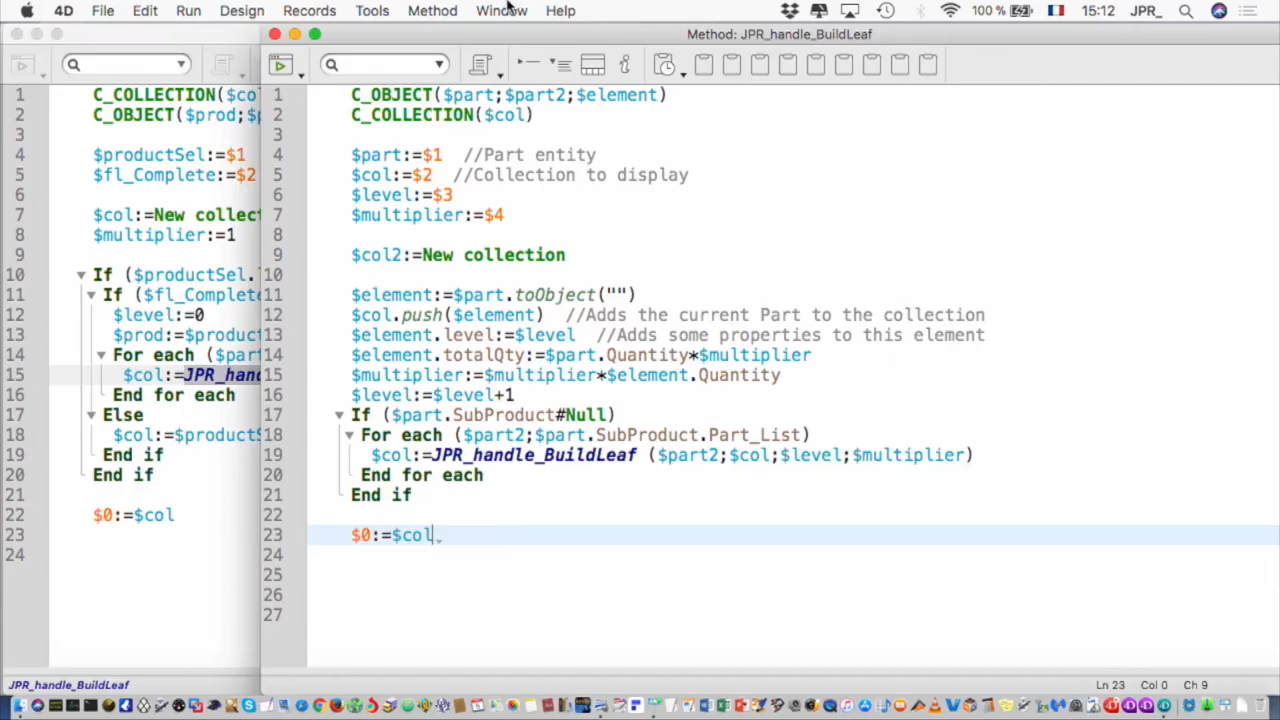 4D File Edit Run Design Records Tools Method Window Help 100 % 15:12 JPR_
Method: JPR_handle_BuildLeaf
1 C_COLLECTION($co
2 C_OBJECT($prod;$
3
4 $productSel:=$1
5 $fl_Complete:=$2
6
7 $col:=New collect
8 $multiplier:=1
9
10 If ($productSel.
11 If ($fl_Complete
12 $level:=0
13 $prod:=$product
14 For each ($part
15 $col:=JPR_hand
16 End for each
17 Else
18 $col:=$productS
19 End if
20 End if
21
22 $0:=$col
23
24
JPR_handle_BuildLeaf
1 C_OBJECT($part;$part2;$element)
2 C_COLLECTION($col)
3
4 $part:=$1 //Part entity
5 $col:=$2 //Collection to display
6 $level:=$3
7 $multiplier:=$4
8
9 $col2:=New collection
10
11 $element:=$part.toObject("")
12 $col.push($element) //Adds the current Part to the collection
13 $element.level:=$level //Adds some properties to this element
14 $element.totalQty:=$part.Quantity*$multiplier
15 $multiplier:=$multiplier*$element.Quantity
16 $level:=$level+1
17 If ($part.SubProduct#Null)
18 For each ($part2;$part.SubProduct.Part_List)
19 $col:=JPR_handle_BuildLeaf ($part2;$col;$level;$multiplier)
20 End for each
21 End if
22
23 $0:=$col
24
25
26
27
Ln 23 Col 0 Ch 9